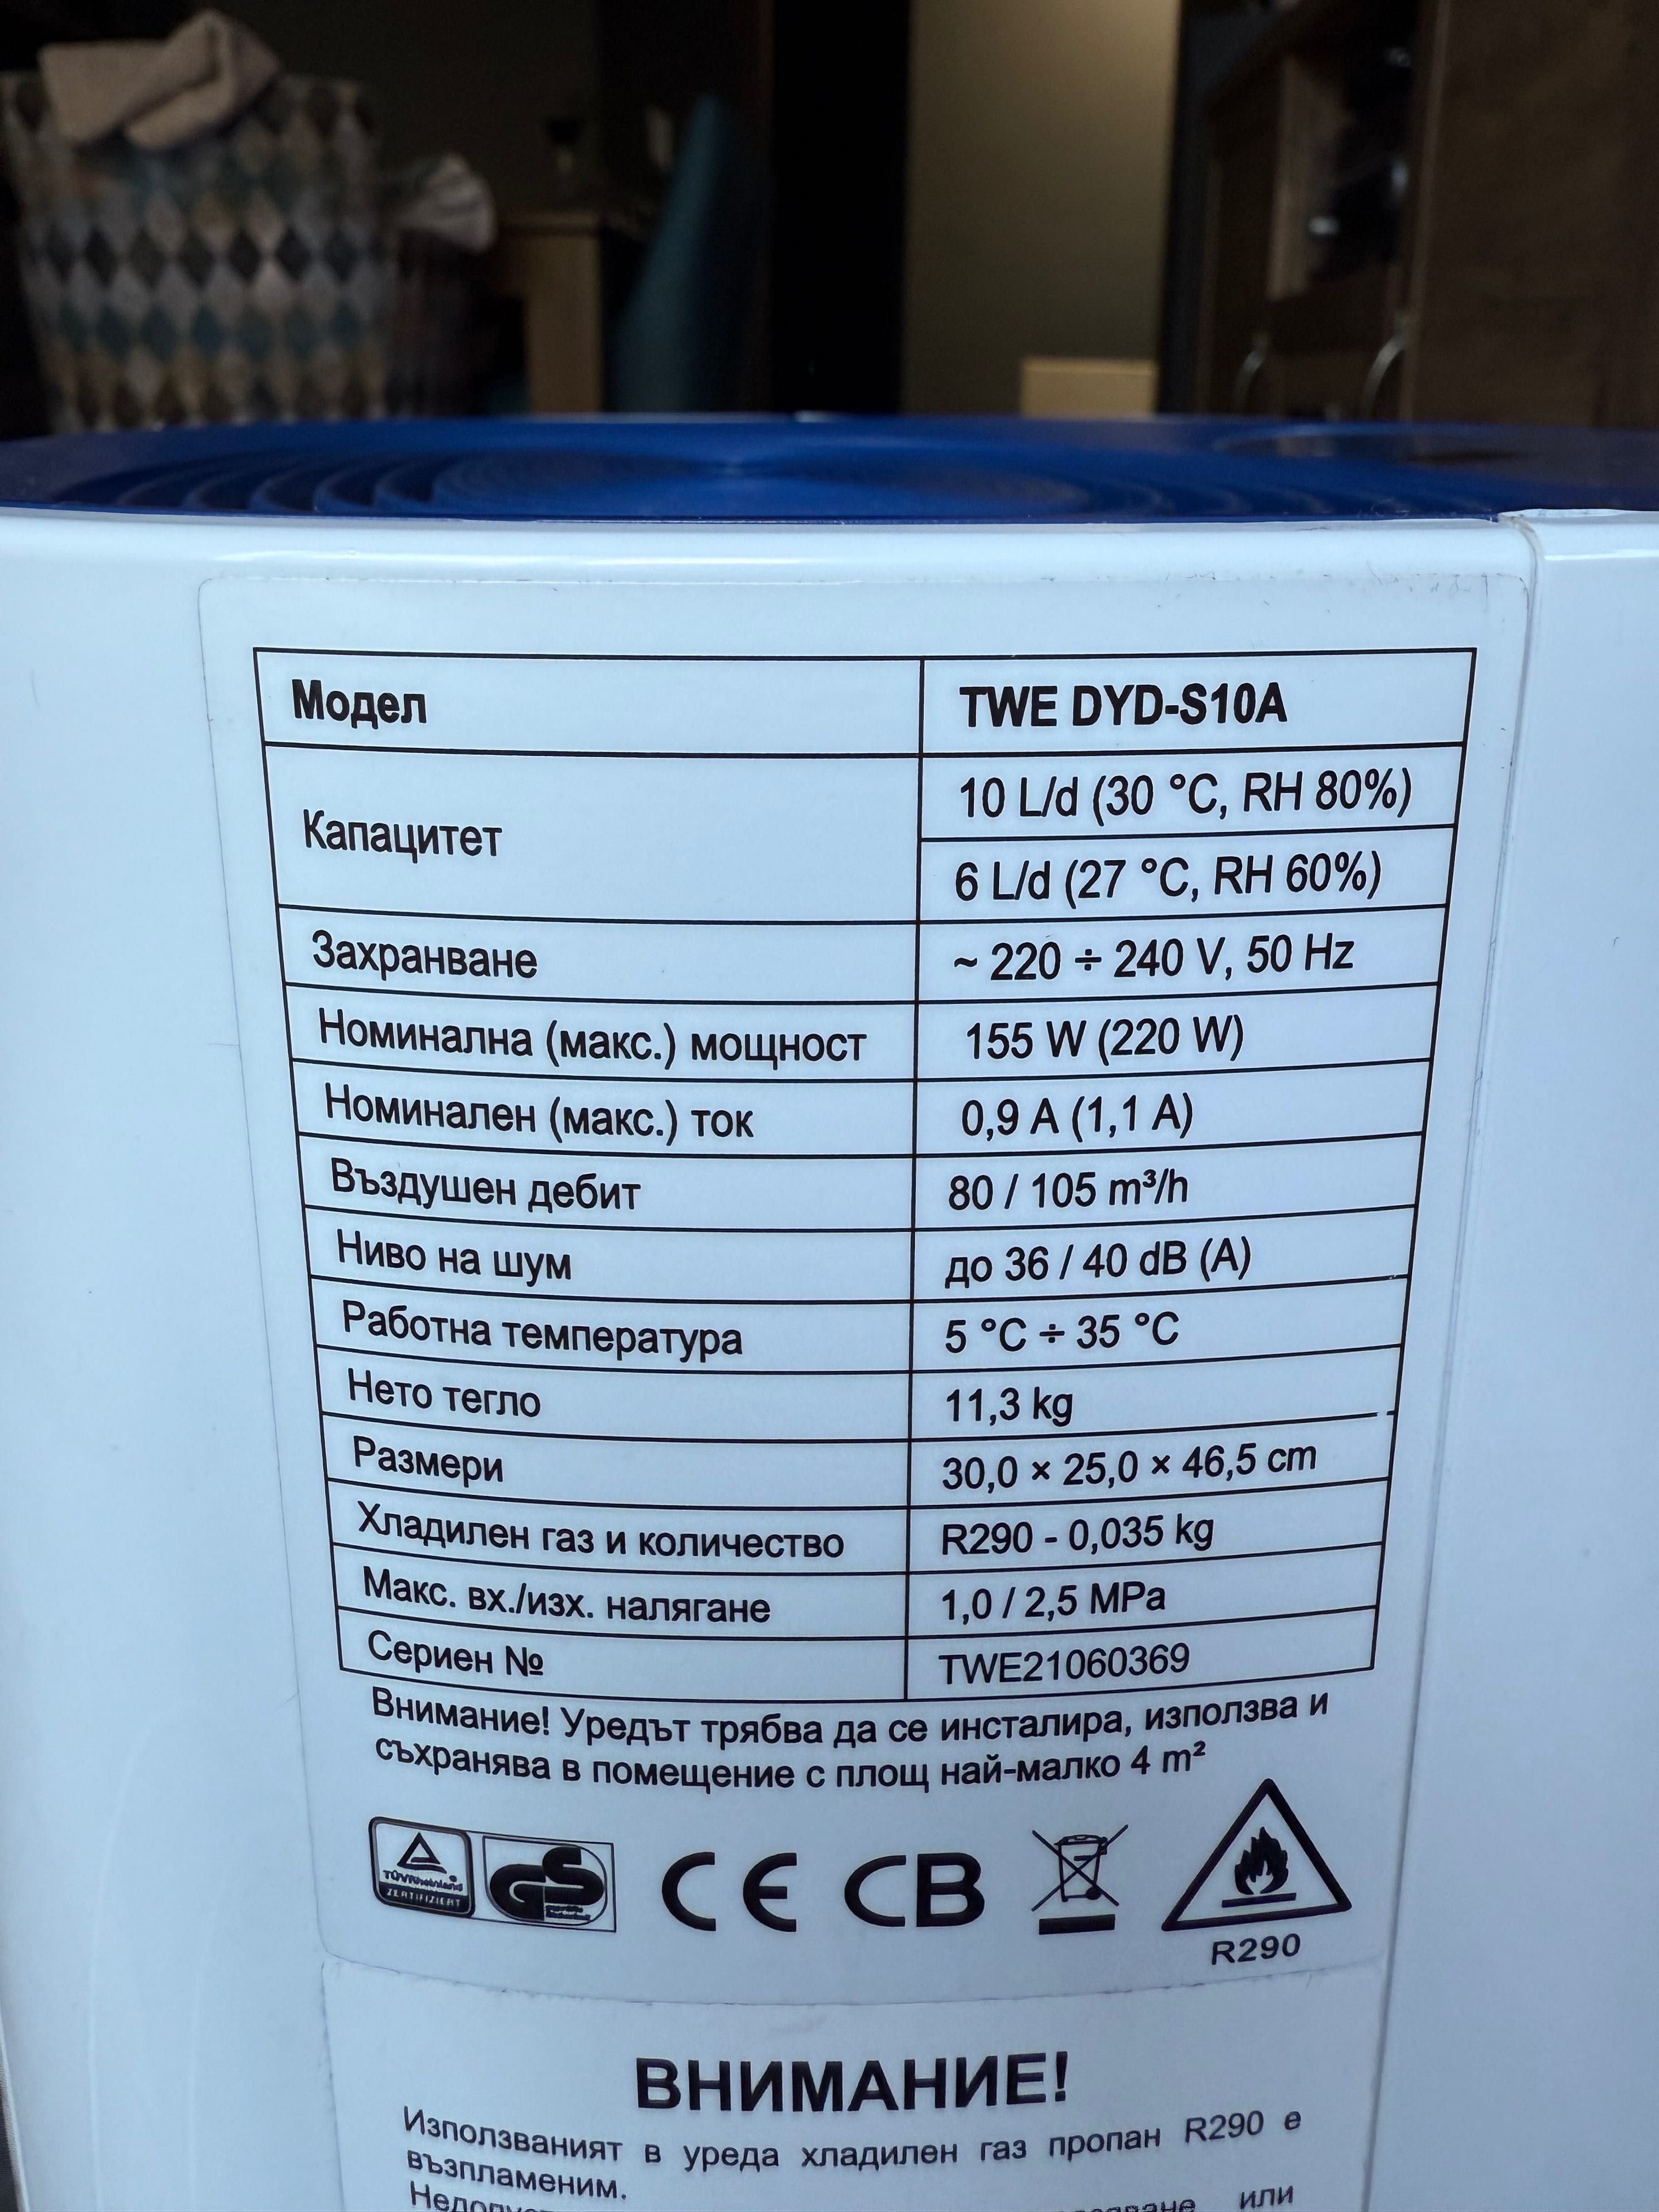 Модел TWE DYD-S10A
Капацитет 10 L/d (30 °C, RH 80%)
6 L/d (27 °C, RH 60%)
Захранване ~ 220 ÷ 240 V, 50 Hz
Номинална (макс.) мощност 155 W (220 W)
Номинален (макс.) ток 0,9 A (1,1 A)
Въздушен дебит 80 / 105 m³/h
Ниво на шум до 36 / 40 dB (A)
Работна температура 5 °C ÷ 35 °C
Нето тегло 11,3 kg
Размери 30,0 × 25,0 × 46,5 cm
Хладилен газ и количество R290 - 0,035 kg
Макс. вх./изх. налягане 1,0 / 2,5 MPa
Сериен № TWE21060369
Внимание! Уредът трябва да се инсталира, използва и
съхранява в помещение с площ най-малко 4 m²
TÜVRheinland
ZERTIFIZIERT
GS CE CB
R290
ВНИМАНИЕ!
Използваният в уреда хладилен газ пропан R290 е
възпламеним.
или